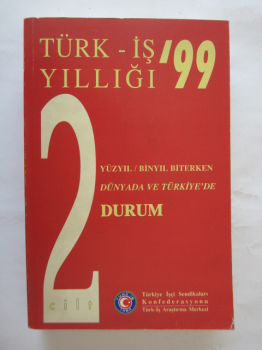 TÜRK - İŞ
YILLIĞI '99
YÜZYIL / BİNYIL BİTERKEN
DÜNYADA VE TÜRKİYE'DE
DURUM
2
cilt
Türkiye İşçi Sendikaları
Konfederasyonu
Türk-İş Araştırma Merkezi